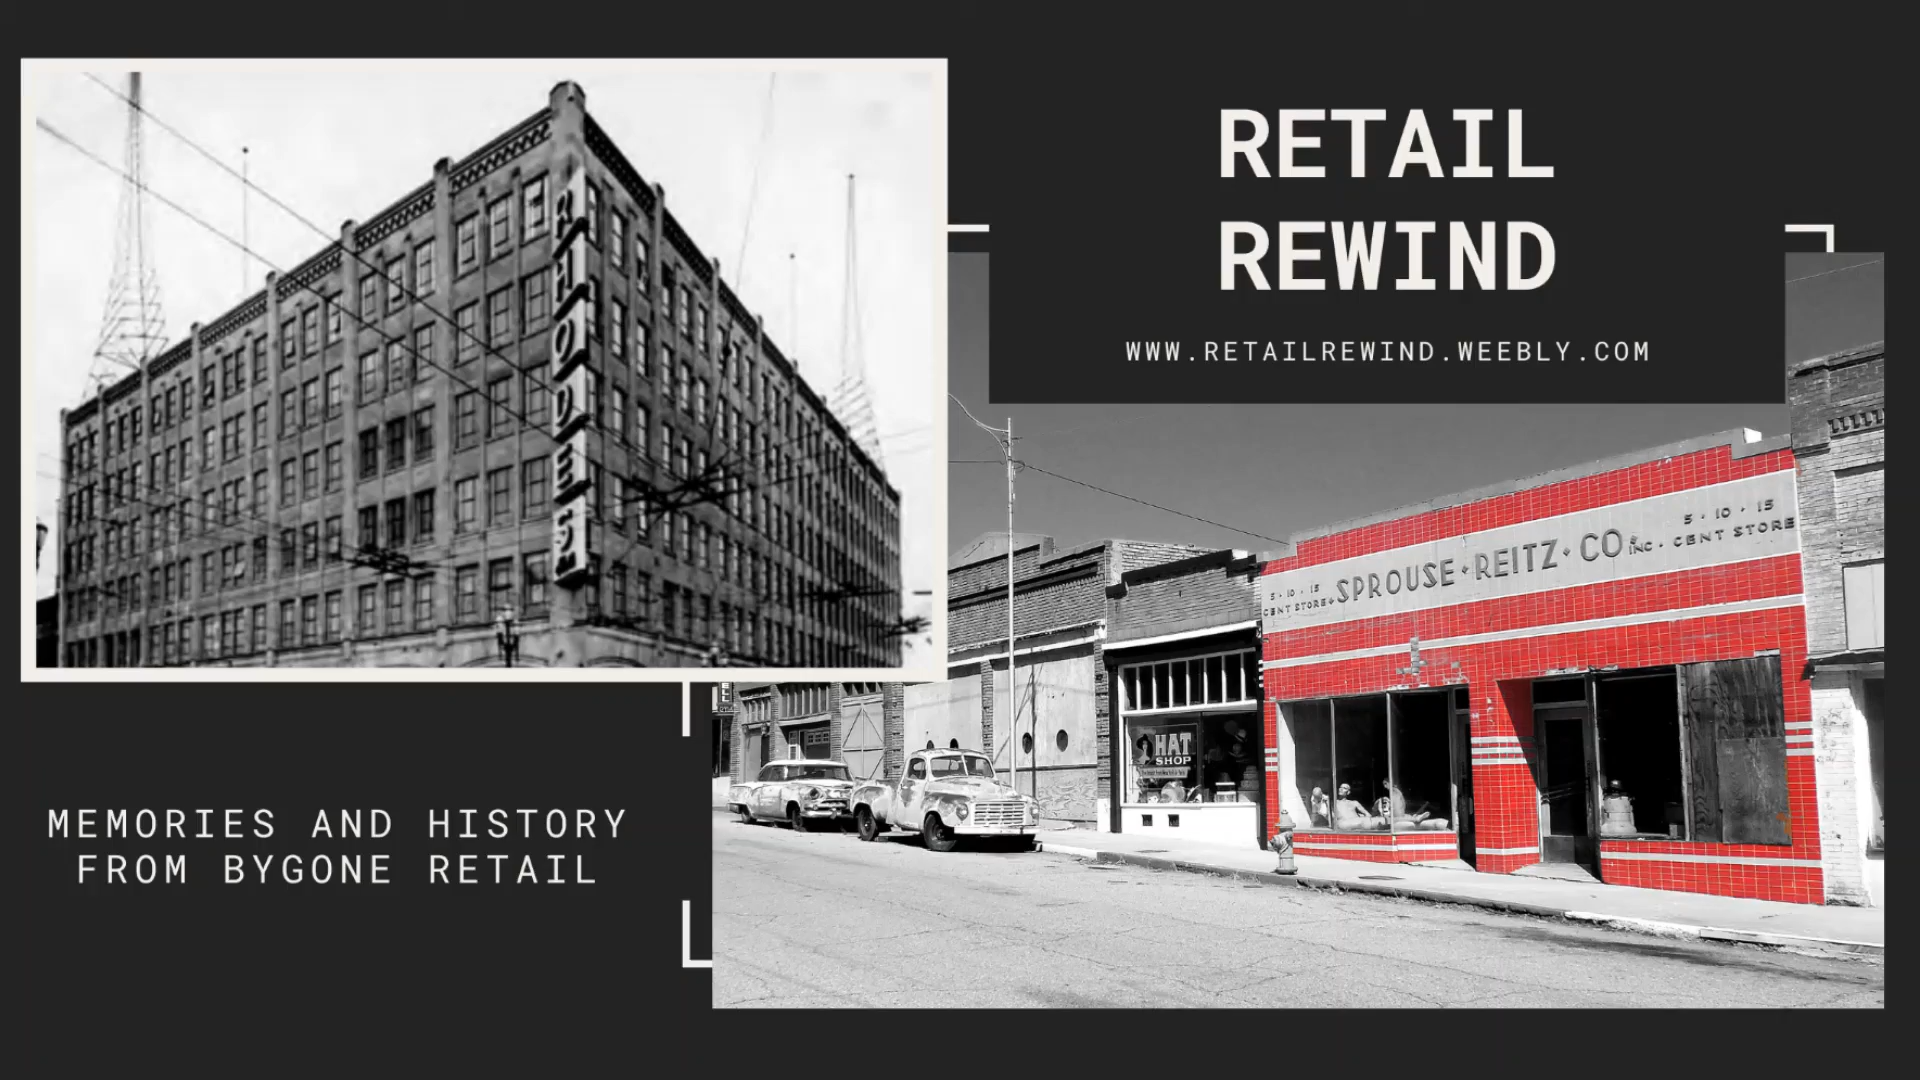 RETAIL
REWIND
WWW.RETAILREWIND.WEEBLY.COM
RHODES
5 · 10 · 15
CENT STORE
SPROUSE · REITZ · CO
INC ·
5 · 10 · 15
CENT STORE
HAT
SHOP
MEMORIES AND HISTORY
FROM BYGONE RETAIL